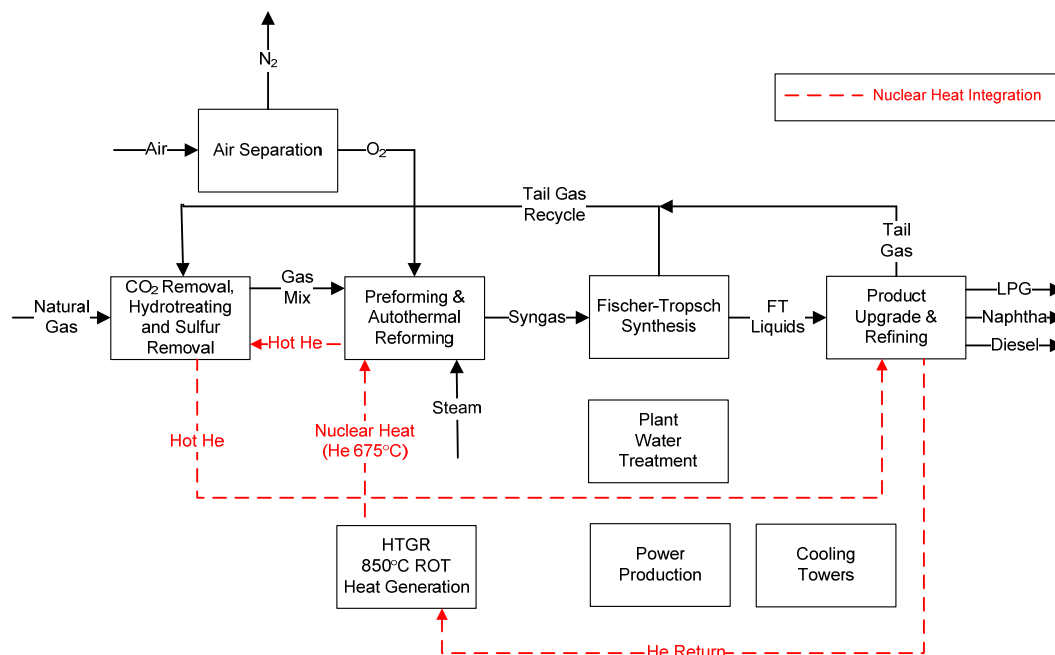 N₂
Nuclear Heat Integration
Air
Air Separation
O₂
Tail Gas
Recycle
Tail
Gas
Natural
Gas
CO₂ Removal,
Hydrotreating
and Sulfur
Removal
Gas
Mix
Preforming &
Autothermal
Reforming
Syngas
Fischer-Tropsch
Synthesis
FT
Liquids
Product
Upgrade &
Refining
LPG
Naphtha
Diesel
Hot He
Steam
Hot He
Nuclear Heat
(He 675°C)
Plant
Water
Treatment
HTGR
850°C ROT
Heat Generation
Power
Production
Cooling
Towers
He Return